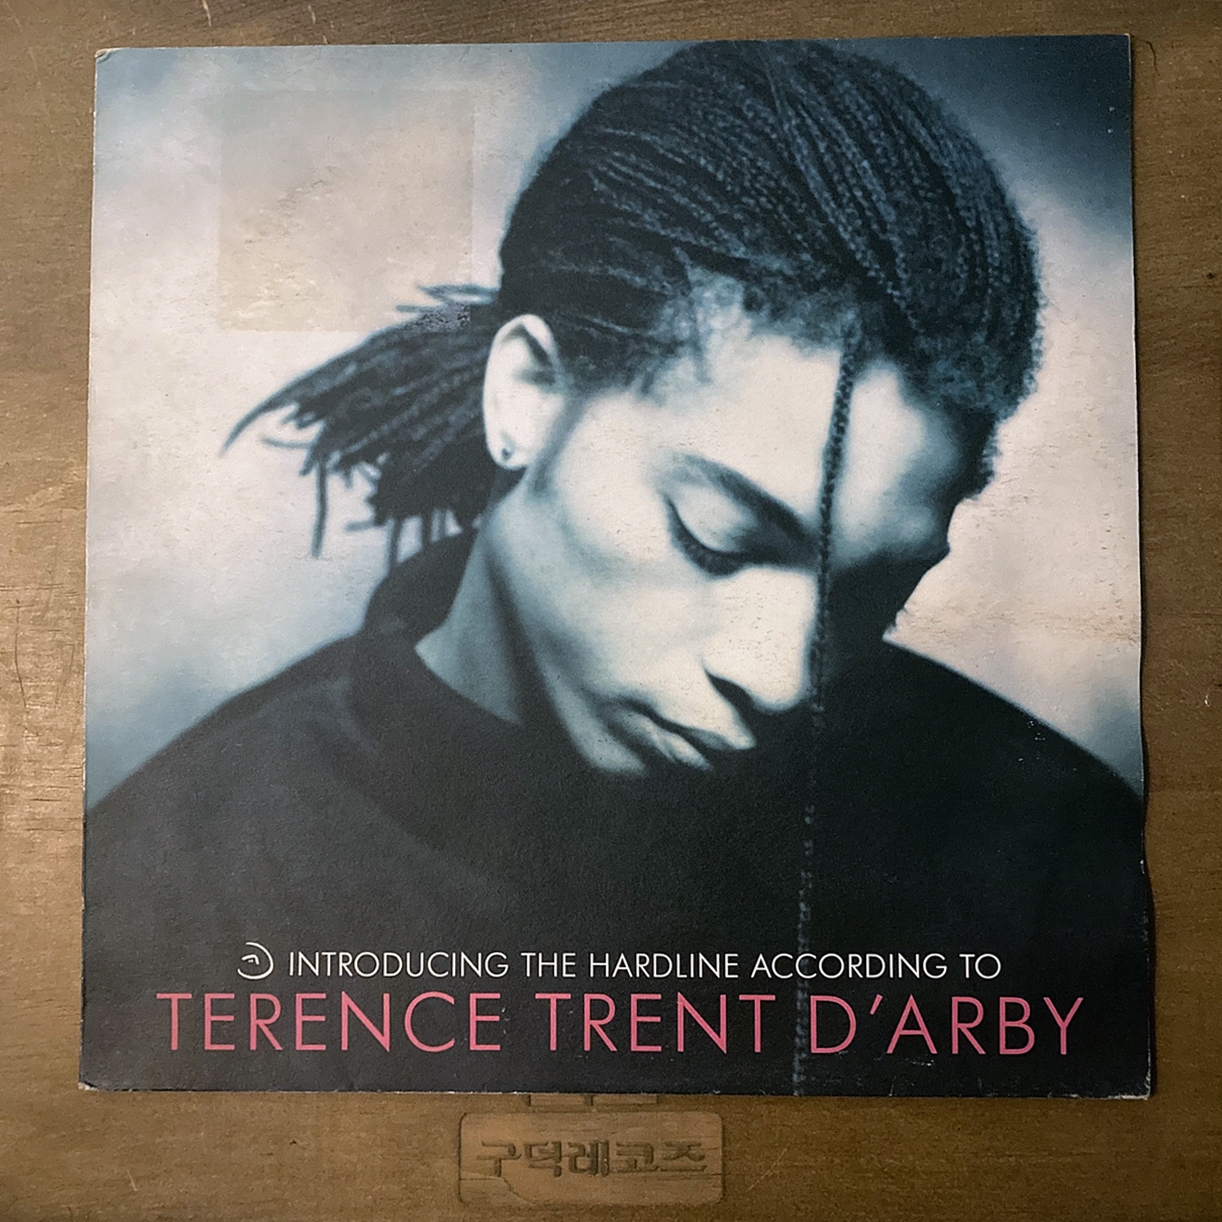 INTRODUCING THE HARDLINE ACCORDING TO
TERENCE TRENT D'ARBY
구덕레코즈